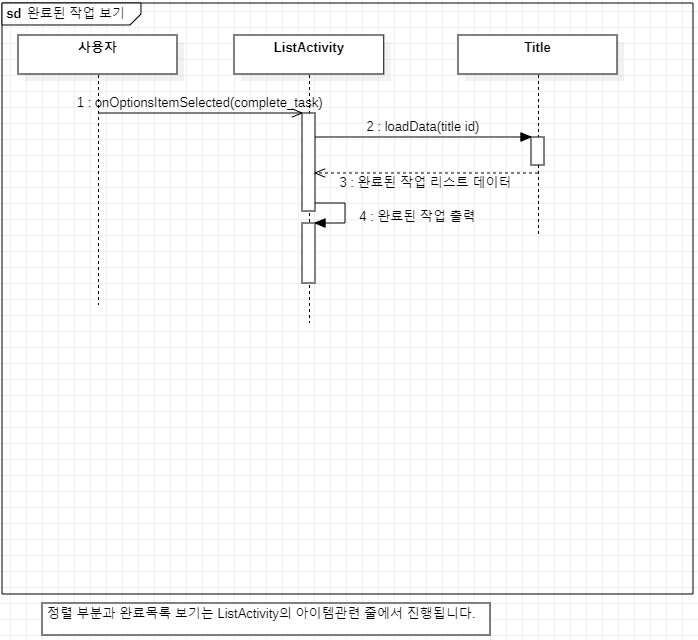 sd 완료된 작업 보기
사용자
ListActivity
Title
1 : onOptionsItemSelected(complete_task)
2 : loadData(title id)
3 : 완료된 작업 리스트 데이터
4 : 완료된 작업 출력
정렬 부분과 완료목록 보기는 ListActivity의 아이템관련 줄에서 진행됩니다.